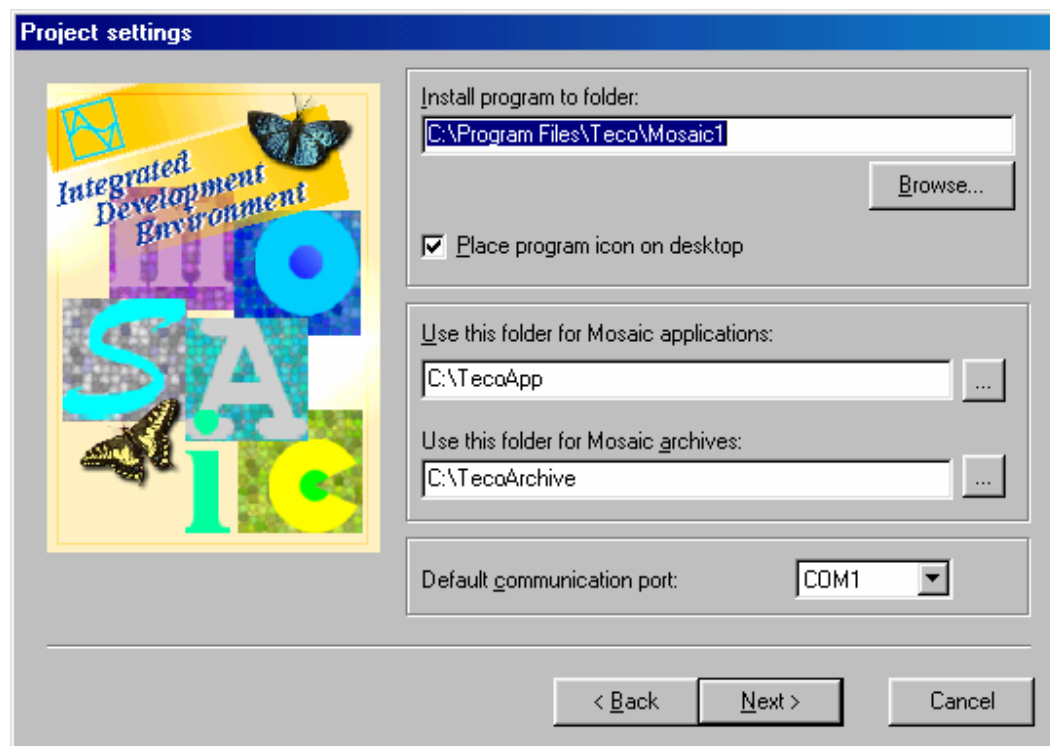 Project settings
Integrated
Development
Environment
mOSAiC
Install program to folder:
C:\Program Files\Teco\Mosaic1
Browse...
Place program icon on desktop
Use this folder for Mosaic applications:
C:\TecoApp
...
Use this folder for Mosaic archives:
C:\TecoArchive
...
Default communication port:
COM1
< Back
Next >
Cancel